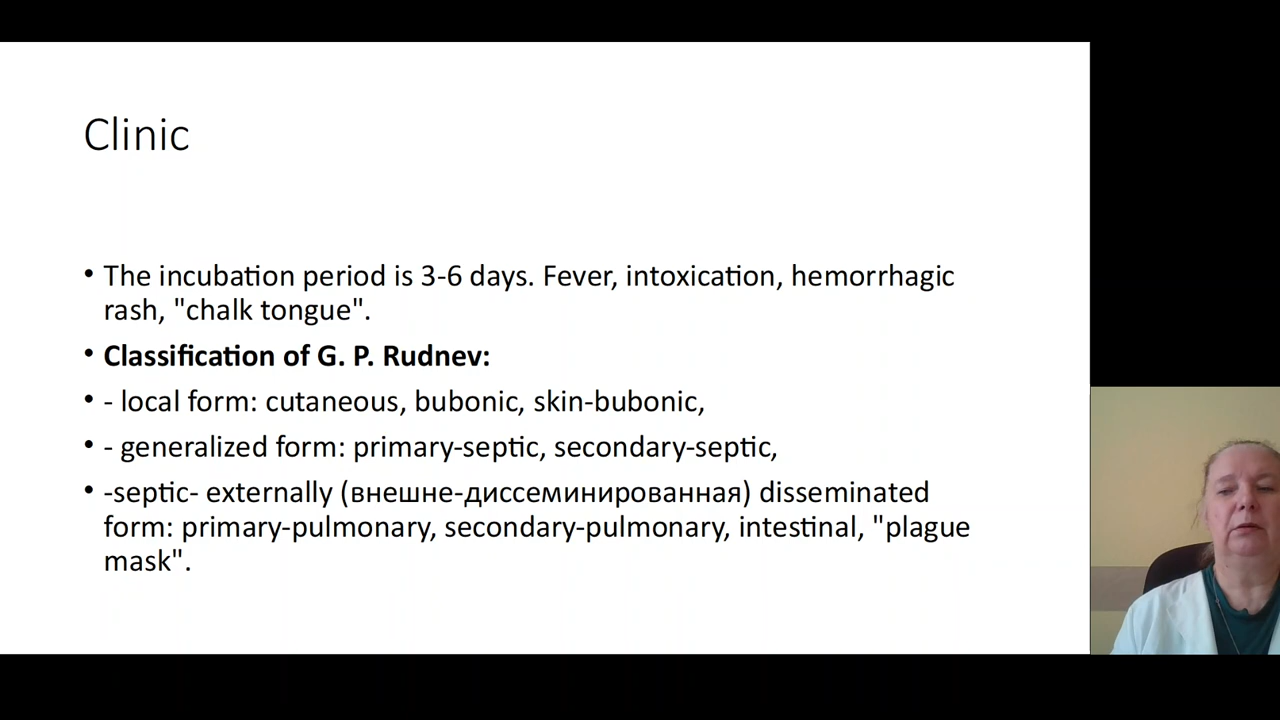 Clinic
• The incubation period is 3-6 days. Fever, intoxication, hemorrhagic
rash, "chalk tongue".
• Classification of G. P. Rudnev:
• - local form: cutaneous, bubonic, skin-bubonic,
• - generalized form: primary-septic, secondary-septic,
• -septic- externally (внешне-диссеминированная) disseminated
form: primary-pulmonary, secondary-pulmonary, intestinal, "plague
mask".